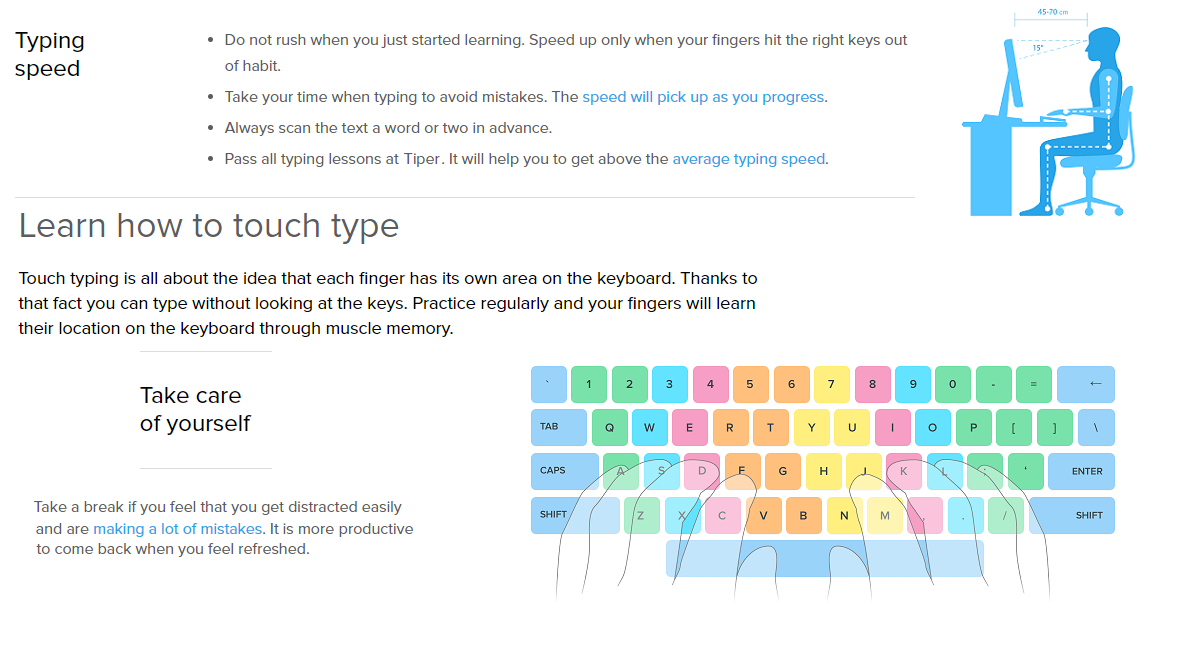 Typing
speed
• Do not rush when you just started learning. Speed up only when your fingers hit the right keys out
of habit.
• Take your time when typing to avoid mistakes. The speed will pick up as you progress.
• Always scan the text a word or two in advance.
• Pass all typing lessons at Tiper. It will help you to get above the average typing speed.
45-70 cm
15°
Learn how to touch type
Touch typing is all about the idea that each finger has its own area on the keyboard. Thanks to
that fact you can type without looking at the keys. Practice regularly and your fingers will learn
their location on the keyboard through muscle memory.
Take care
of yourself
Take a break if you feel that you get distracted easily
and are making a lot of mistakes. It is more productive
to come back when you feel refreshed.
` 1 2 3 4 5 6 7 8 9 0 - = ←
TAB Q W E R T Y U I O P [ ] \
CAPS A S D F G H J K L ; ' ENTER
SHIFT Z X C V B N M , . / SHIFT